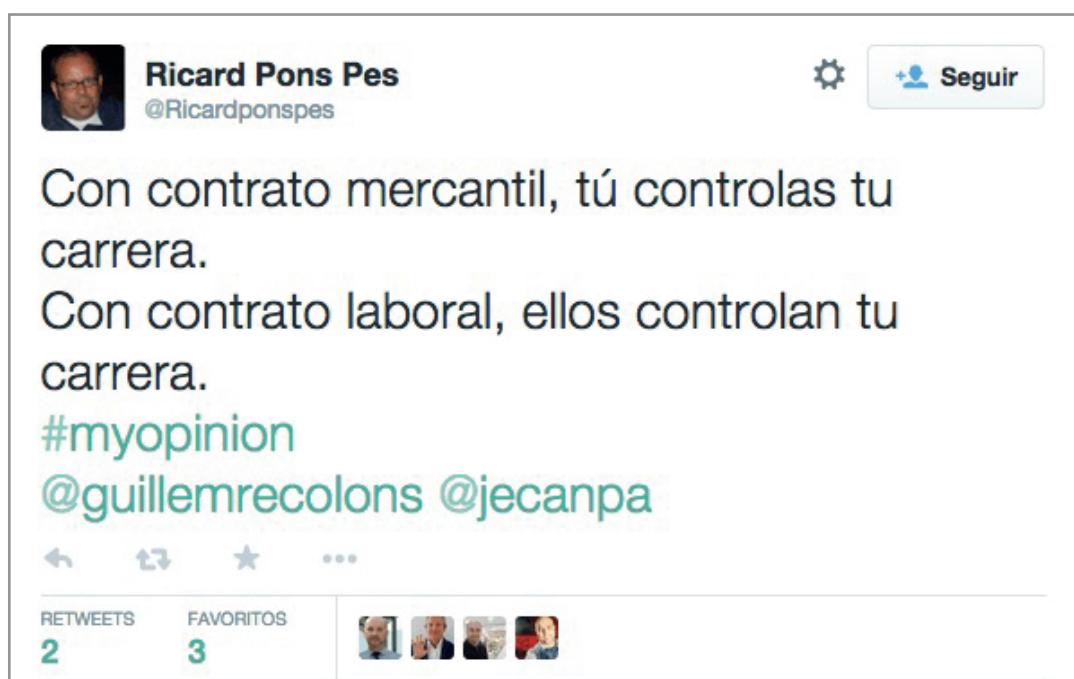 Ricard Pons Pes
@Ricardponspes
Seguir
Con contrato mercantil, tú controlas tu
carrera.
Con contrato laboral, ellos controlan tu
carrera.
#myopinion
@guillemrecolons @jecanpa
RETWEETS FAVORITOS
2 3